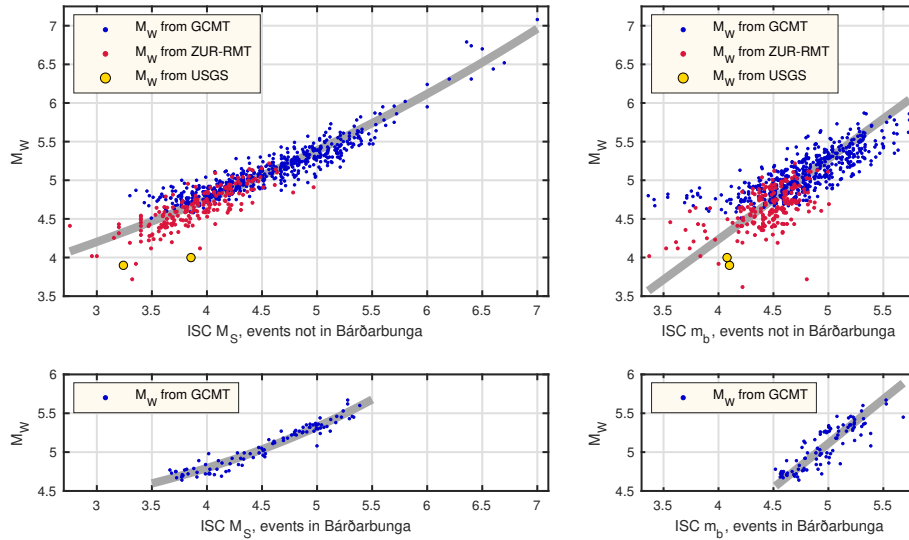 M_W from GCMT
M_W from ZUR-RMT
M_W from USGS
M_W
7
6.5
6
5.5
5
4.5
4
3.5
3 3.5 4 4.5 5 5.5 6 6.5 7
ISC M_S, events not in Bárðarbunga
M_W from GCMT
M_W from ZUR-RMT
M_W from USGS
M_W
7
6.5
6
5.5
5
4.5
4
3.5
3.5 4 4.5 5 5.5
ISC m_b, events not in Bárðarbunga
M_W from GCMT
M_W
6
5.5
5
4.5
3 3.5 4 4.5 5 5.5 6 6.5 7
ISC M_S, events in Bárðarbunga
M_W from GCMT
M_W
6
5.5
5
4.5
3.5 4 4.5 5 5.5
ISC m_b, events in Bárðarbunga